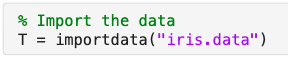 % Import the data
T = importdata("iris.data")